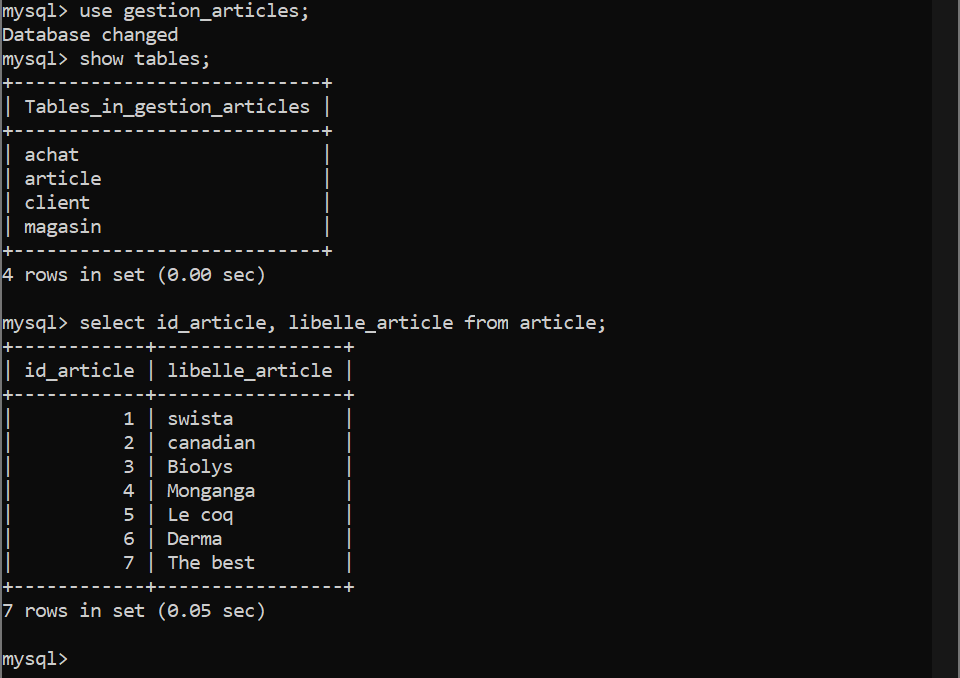 mysql> use gestion_articles;
Database changed
mysql> show tables;
+----------------------------+
| Tables_in_gestion_articles |
+----------------------------+
| achat                      |
| article                    |
| client                     |
| magasin                    |
+----------------------------+
4 rows in set (0.00 sec)

mysql> select id_article, libelle_article from article;
+------------+-----------------+
| id_article | libelle_article |
+------------+-----------------+
|          1 | swista          |
|          2 | canadian        |
|          3 | Biolys          |
|          4 | Monganga        |
|          5 | Le coq          |
|          6 | Derma           |
|          7 | The best        |
+------------+-----------------+
7 rows in set (0.05 sec)

mysql>